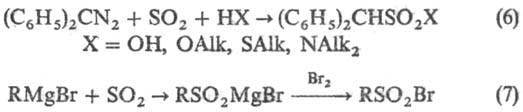 (C₆H₅)₂CN₂ + SO₂ + HX → (C₆H₅)₂CHSO₂X (6)
X = OH, OAlk, SAlk, NAlk₂
RMgBr + SO₂ → RSO₂MgBr —Br₂→ RSO₂Br (7)